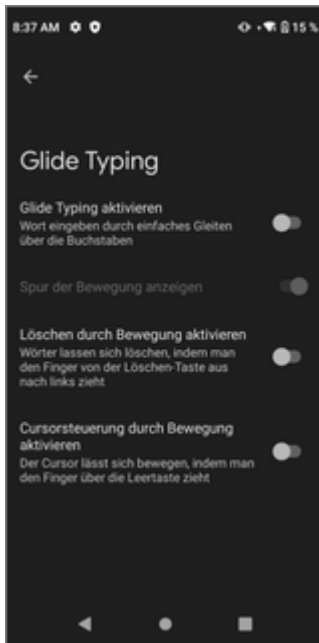 8:37 AM 15 %
Glide Typing
Glide Typing aktivieren
Wort eingeben durch einfaches Gleiten
über die Buchstaben
Spur der Bewegung anzeigen
Löschen durch Bewegung aktivieren
Wörter lassen sich löschen, indem man
den Finger von der Löschen-Taste aus
nach links zieht
Cursorsteuerung durch Bewegung
aktivieren
Der Cursor lässt sich bewegen, indem man
den Finger über die Leertaste zieht